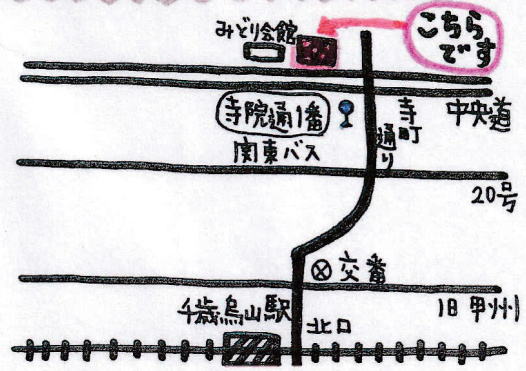 こちら
です
みどり会館
寺院通1番
関東バス
寺町
通り
中央道
20号
交番
旧甲州
千歳烏山駅
北口